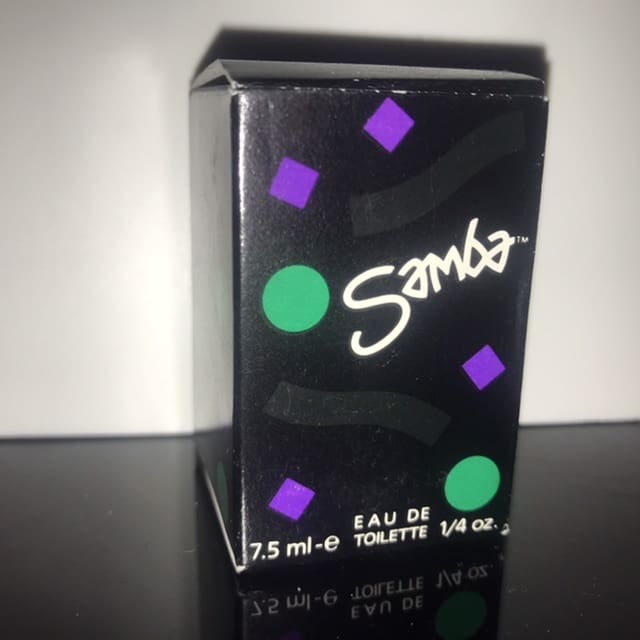 Samba™
EAU DE
7.5 ml-e TOILETTE 1/4 oz.